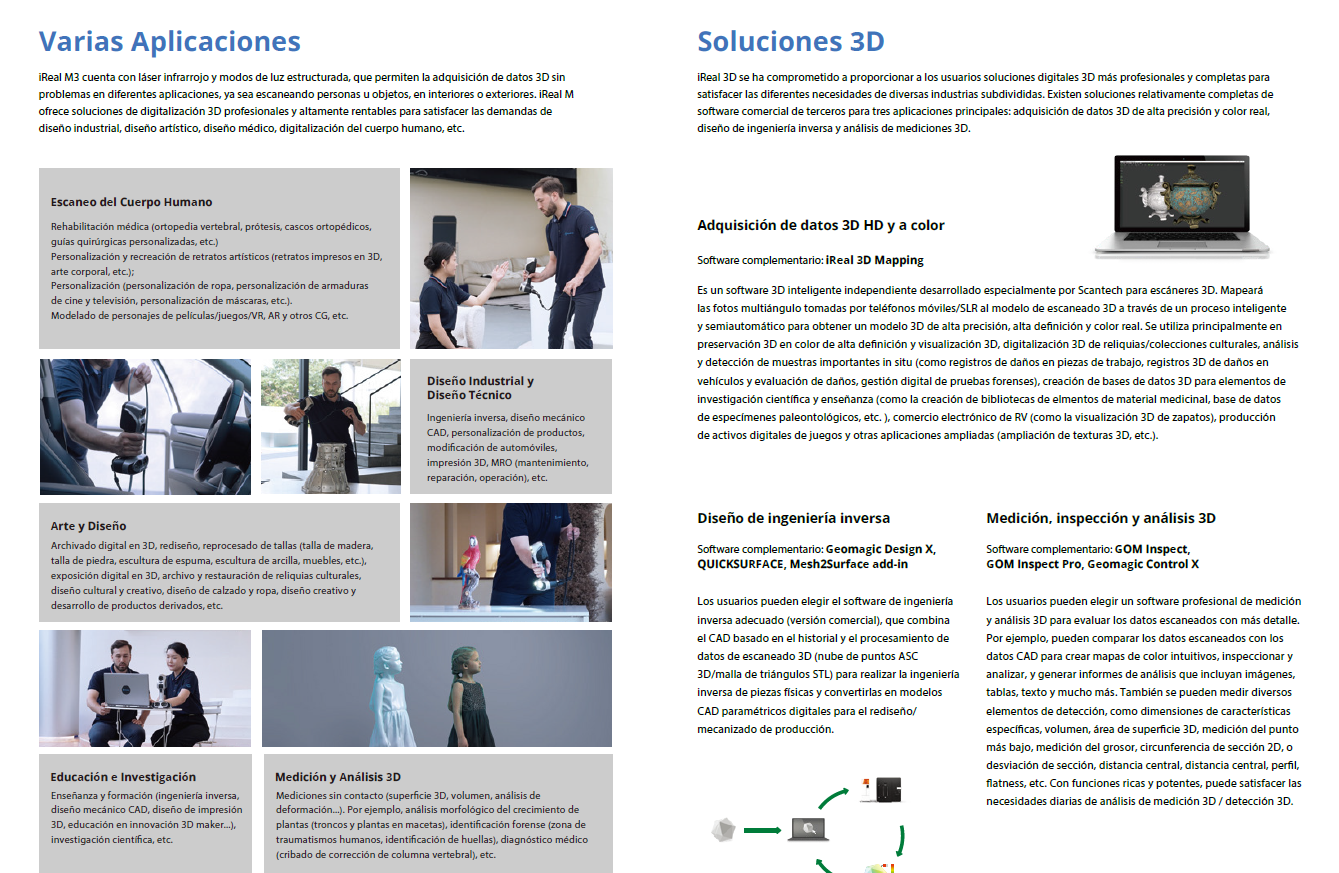 Varias Aplicaciones
iReal M3 cuenta con láser infrarrojo y modos de luz estructurada, que permiten la adquisición de datos 3D sin
problemas en diferentes aplicaciones, ya sea escaneando personas u objetos, en interiores o exteriores. iReal M
ofrece soluciones de digitalización 3D profesionales y altamente rentables para satisfacer las demandas de
diseño industrial, diseño artístico, diseño médico, digitalización del cuerpo humano, etc.
Escaneo del Cuerpo Humano
Rehabilitación médica (ortopedia vertebral, prótesis, cascos ortopédicos,
guías quirúrgicas personalizadas, etc.)
Personalización y recreación de retratos artísticos (retratos impresos en 3D,
arte corporal, etc.);
Personalización (personalización de ropa, personalización de armaduras
de cine y televisión, personalización de máscaras, etc.).
Modelado de personajes de películas/juegos/VR, AR y otros CG, etc.
Diseño Industrial y
Diseño Técnico
Ingeniería inversa, diseño mecánico
CAD, personalización de productos,
modificación de automóviles,
impresión 3D, MRO (mantenimiento,
reparación, operación), etc.
Arte y Diseño
Archivado digital en 3D, rediseño, reprocesado de tallas (talla de madera,
talla de piedra, escultura de espuma, escultura de arcilla, muebles, etc.),
exposición digital en 3D, archivo y restauración de reliquias culturales,
diseño cultural y creativo, diseño de calzado y ropa, diseño creativo y
desarrollo de productos derivados, etc.
Educación e Investigación
Enseñanza y formación (ingeniería inversa,
diseño mecánico CAD, diseño de impresión
3D, educación en innovación 3D maker...),
investigación científica, etc.
Medición y Análisis 3D
Mediciones sin contacto (superficie 3D, volumen, análisis de
deformación...). Por ejemplo, análisis morfológico del crecimiento de
plantas (troncos y plantas en macetas), identificación forense (zona de
traumatismos humanos, identificación de huellas), diagnóstico médico
(cribado de corrección de columna vertebral), etc.
Soluciones 3D
iReal 3D se ha comprometido a proporcionar a los usuarios soluciones digitales 3D más profesionales y completas para
satisfacer las diferentes necesidades de diversas industrias subdivididas. Existen soluciones relativamente completas de
software comercial de terceros para tres aplicaciones principales: adquisición de datos 3D de alta precisión y color real,
diseño de ingeniería inversa y análisis de mediciones 3D.
Adquisición de datos 3D HD y a color
Software complementario: iReal 3D Mapping
Es un software 3D inteligente independiente desarrollado especialmente por Scantech para escáneres 3D. Mapeará
las fotos multiángulo tomadas por teléfonos móviles/SLR al modelo de escaneado 3D a través de un proceso inteligente
y semiautomático para obtener un modelo 3D de alta precisión, alta definición y color real. Se utiliza principalmente en
preservación 3D en color de alta definición y visualización 3D, digitalización 3D de reliquias/colecciones culturales, análisis
y detección de muestras importantes in situ (como registros de daños en piezas de trabajo, registros 3D de daños en
vehículos y evaluación de daños, gestión digital de pruebas forenses), creación de bases de datos 3D para elementos de
investigación científica y enseñanza (como la creación de bibliotecas de elmentos de material medicinal, base de datos
de especímenes paleontológicos, etc. ), comercio electrónico de RV (como la visualización 3D de zapatos), producción
de activos digitales de juegos y otras aplicaciones ampliadas (ampliación de texturas 3D, etc.).
Diseño de ingeniería inversa
Software complementario: Geomagic Design X,
QUICKSURFACE, Mesh2Surface add-in
Los usuarios pueden elegir el software de ingeniería
inversa adecuado (versión comercial), que combina
el CAD basado en el historial y el procesamiento de
datos de escaneado 3D (nube de puntos ASC
3D/malla de triángulos STL) para realizar la ingeniería
inversa de piezas físicas y convertirlas en modelos
CAD paramétricos digitales para el rediseño/
mecanizado de producción.
Medición, inspección y análisis 3D
Software complementario: GOM Inspect,
GOM Inspect Pro, Geomagic Control X
Los usuarios pueden elegir un software profesional de medición
y análisis 3D para evaluar los datos escaneados con más detalle.
Por ejemplo, pueden comparar los datos escaneados con los
datos CAD para crear mapas de color intuitivos, inspeccionar y
analizar, y generar informes de análisis que incluyan imágenes,
tablas, texto y mucho más. También se pueden medir diversos
elementos de detección, como dimensiones de características
específicas, volumen, área de superficie 3D, medición del punto
más bajo, medición del grosor, circunferencia de sección 2D, o
desviación de sección, distancia central, distancia central, perfil,
flatness, etc. Con funciones ricas y potentes, puede satisfacer las
necesidades diarias de análisis de medición 3D / detección 3D.